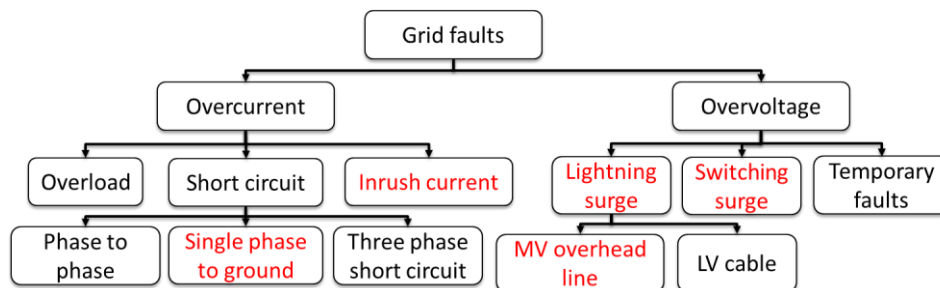 Grid faults
Overcurrent
Overvoltage
Overload
Short circuit
Inrush current
Lightning
surge
Switching
surge
Temporary
faults
Phase to
phase
Single phase
to ground
Three phase
short circuit
MV overhead
line
LV cable